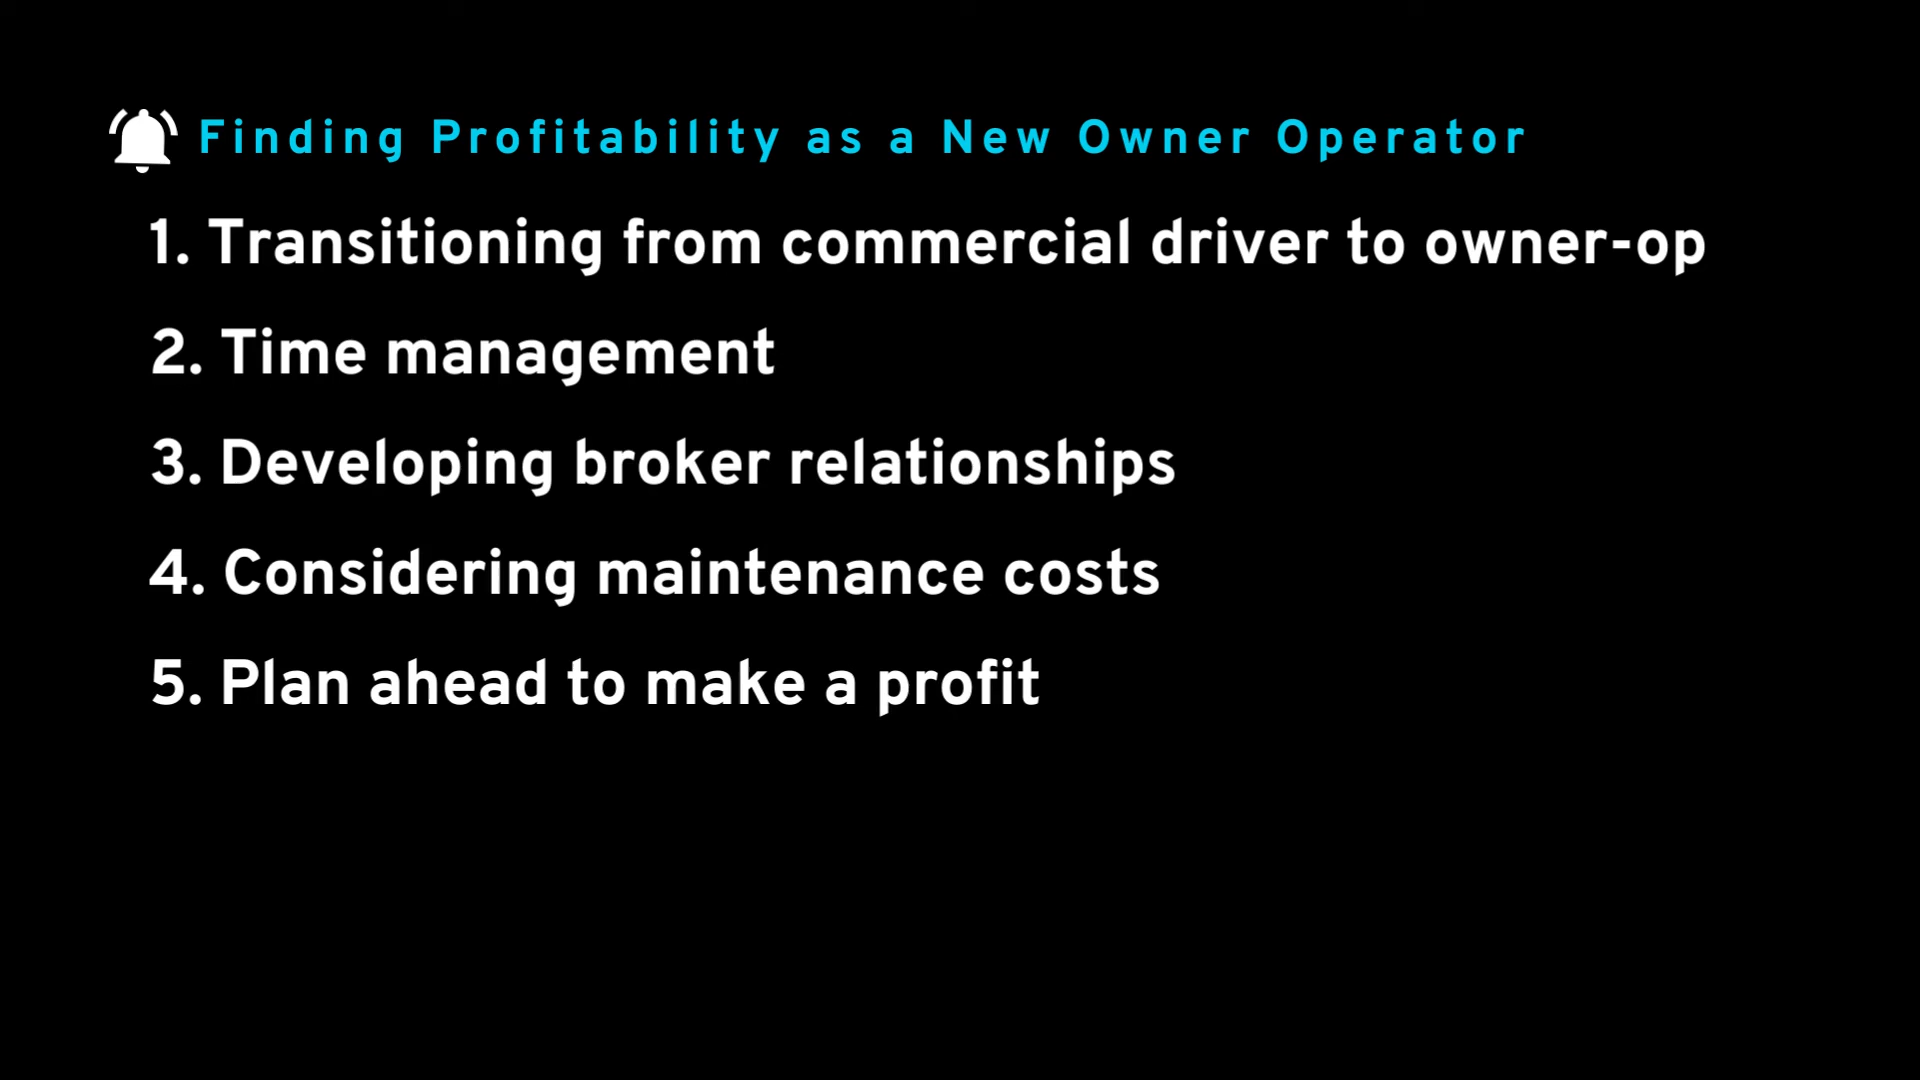 Finding Profitability as a New Owner Operator
1. Transitioning from commercial driver to owner-op
2. Time management
3. Developing broker relationships
4. Considering maintenance costs
5. Plan ahead to make a profit